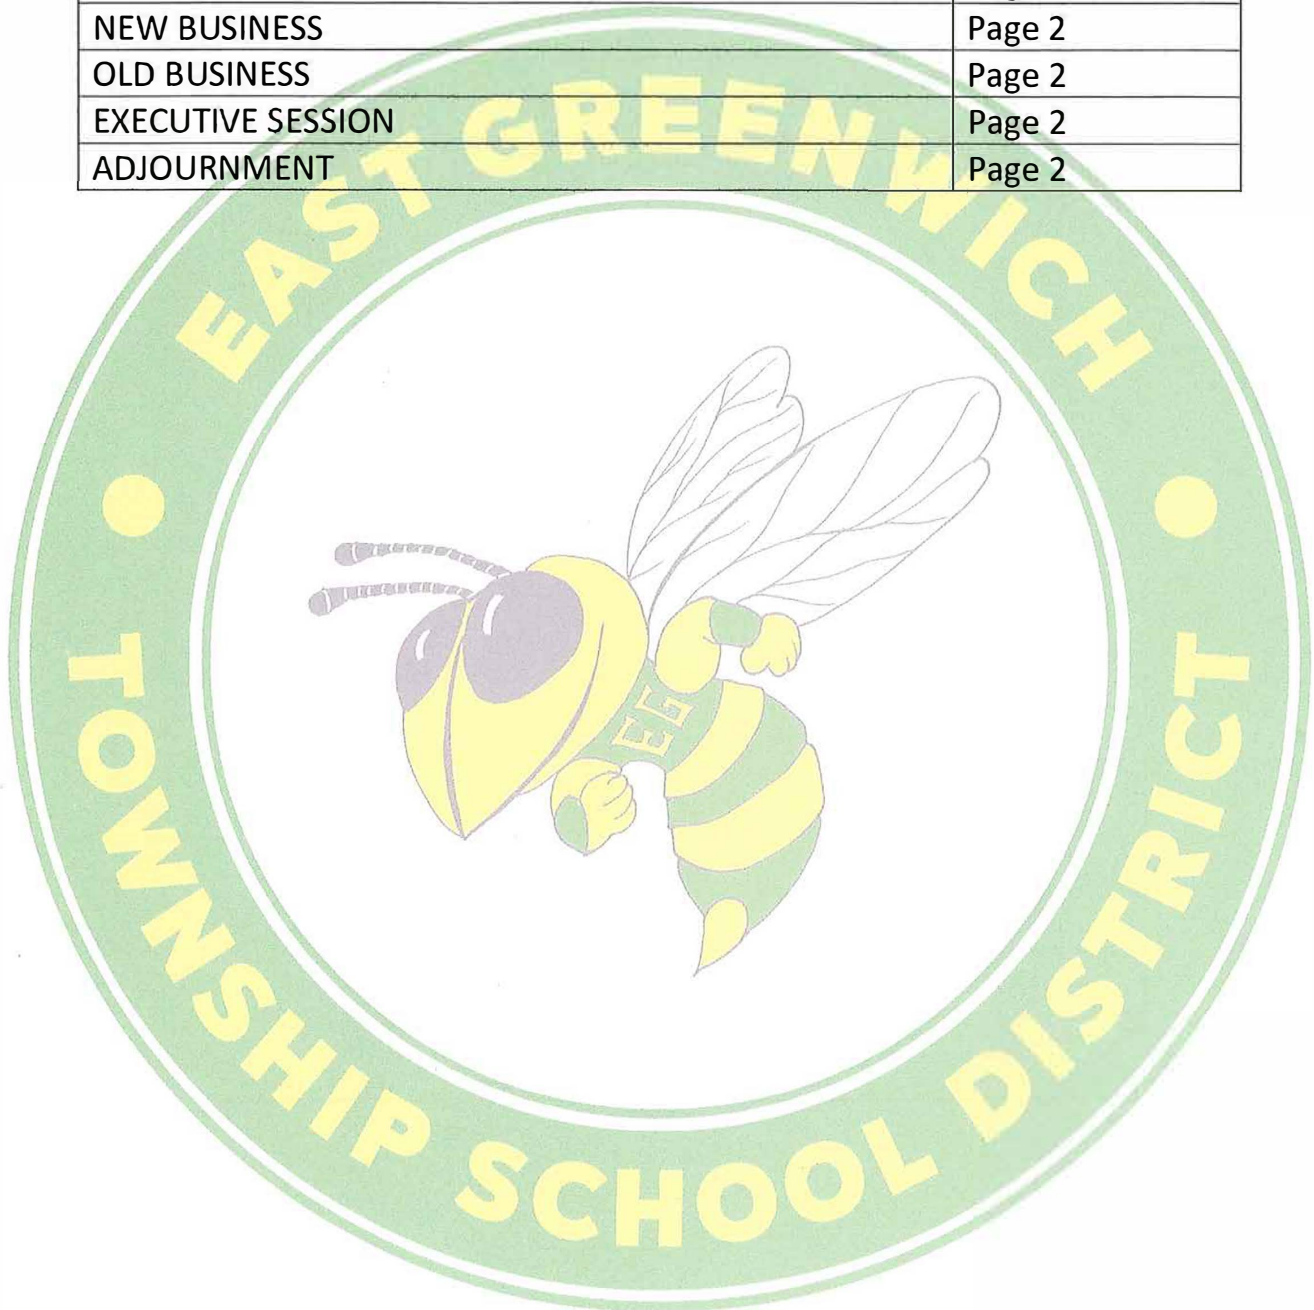 NEW BUSINESS Page 2
OLD BUSINESS Page 2
EXECUTIVE SESSION Page 2
ADJOURNMENT Page 2
EAST GREENWICH
TOWNSHIP SCHOOL DISTRICT
EG